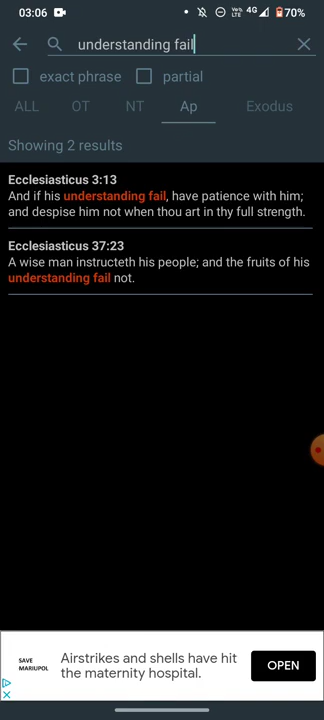 03:06 VoLTE 4G 70%
understanding fail
exact phrase partial
ALL OT NT Ap Exodus
Showing 2 results
Ecclesiasticus 3:13
And if his understanding fail, have patience with him;
and despise him not when thou art in thy full strength.
Ecclesiasticus 37:23
A wise man instructeth his people; and the fruits of his
understanding fail not.
SAVE
MARIUPOL
Airstrikes and shells have hit
the maternity hospital.
OPEN